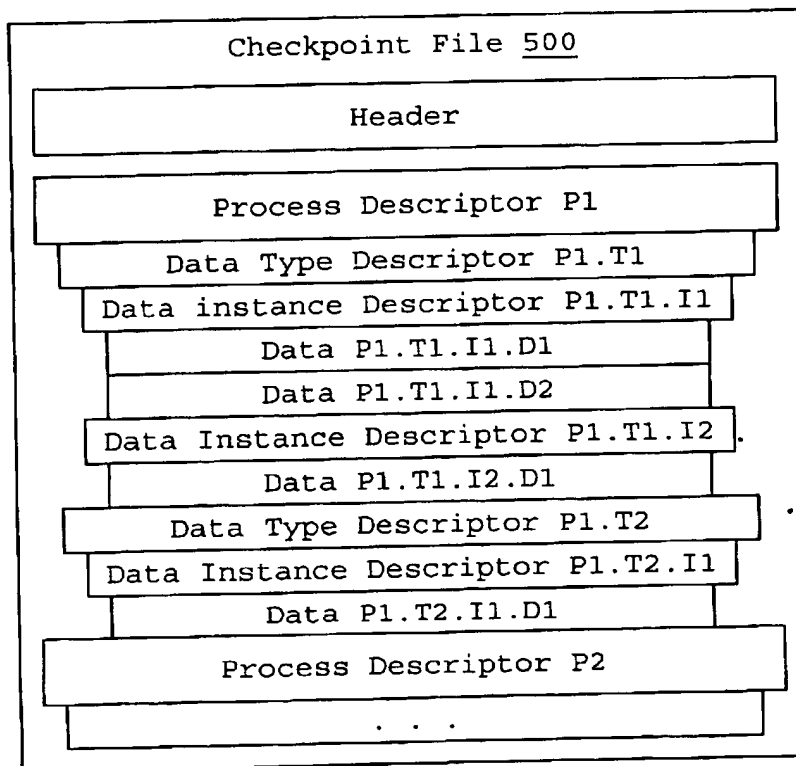 Checkpoint File 500
Header
Process Descriptor P1
Data Type Descriptor P1.T1
Data instance Descriptor P1.T1.I1
Data P1.T1.I1.D1
Data P1.T1.I1.D2
Data Instance Descriptor P1.T1.I2
Data P1.T1.I2.D1
Data Type Descriptor P1.T2
Data Instance Descriptor P1.T2.I1
Data P1.T2.I1.D1
Process Descriptor P2
. . .